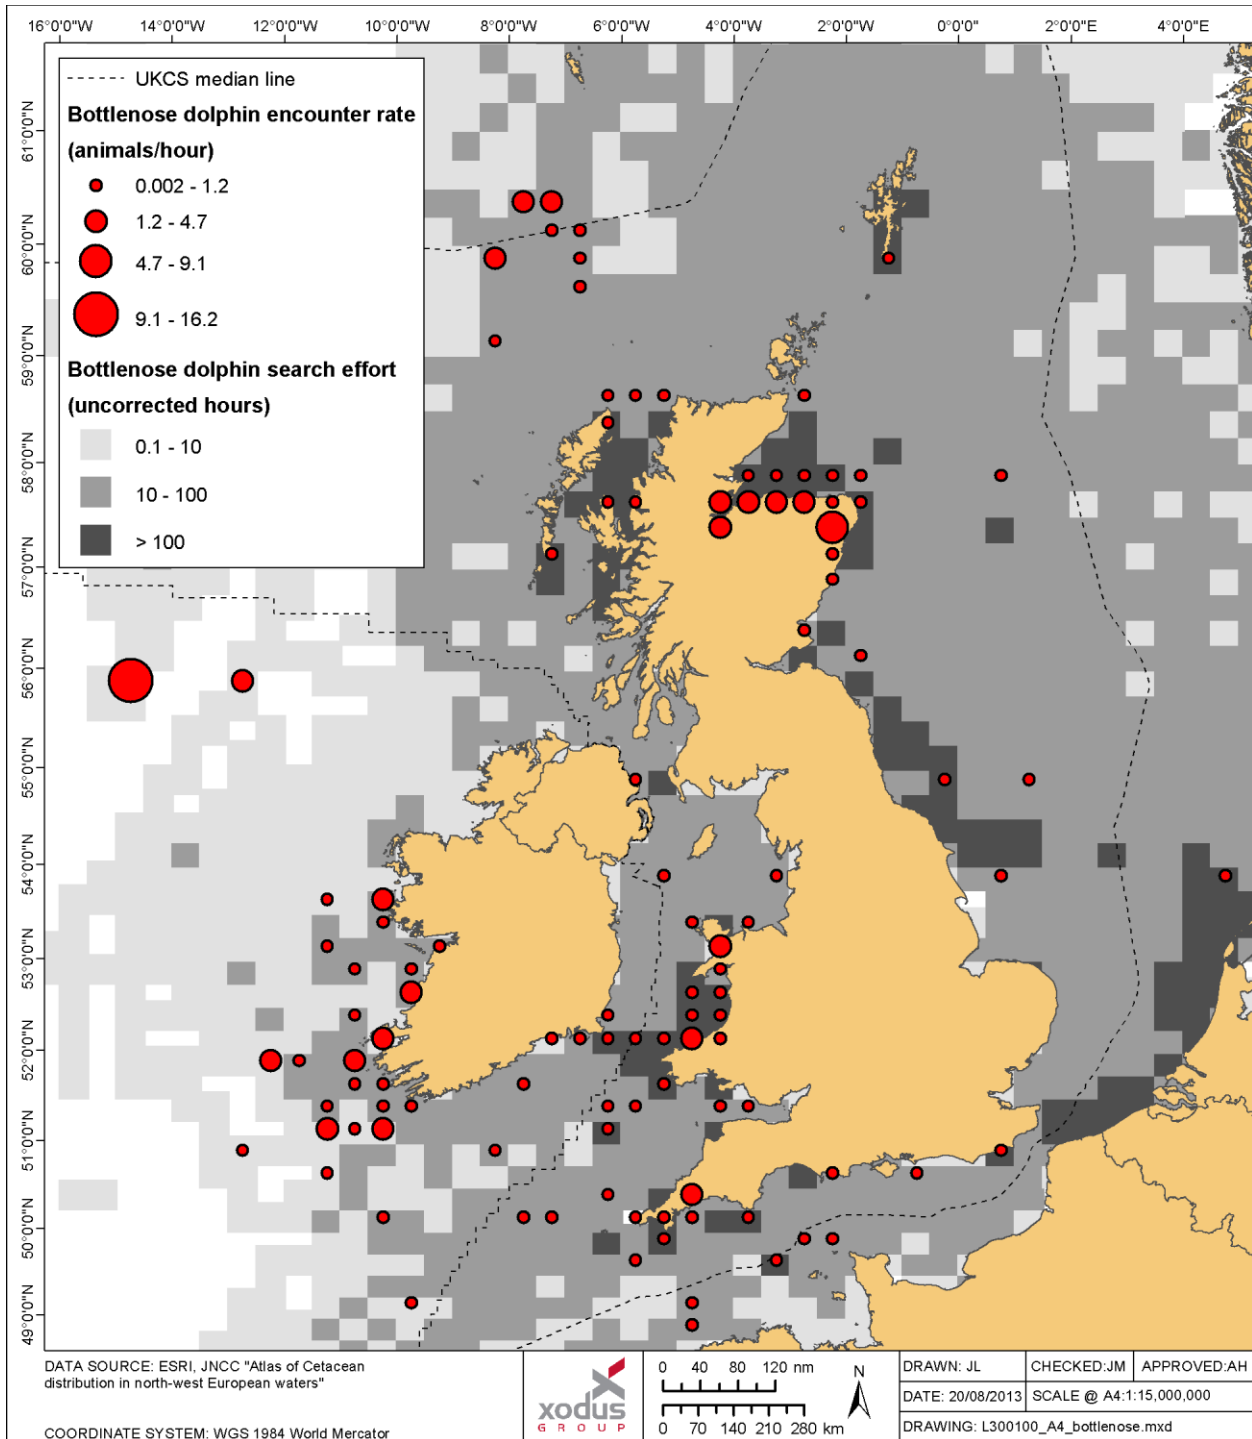 16°0'0"W 14°0'0"W 12°0'0"W 10°0'0"W 8°0'0"W 6°0'0"W 4°0'0"W 2°0'0"W 0°0'0" 2°0'0"E 4°0'0"E
61°0'0"N
60°0'0"N
59°0'0"N
58°0'0"N
57°0'0"N
56°0'0"N
55°0'0"N
54°0'0"N
53°0'0"N
52°0'0"N
51°0'0"N
50°0'0"N
49°0'0"N
UKCS median line
Bottlenose dolphin encounter rate
(animals/hour)
0.002 - 1.2
1.2 - 4.7
4.7 - 9.1
9.1 - 16.2
Bottlenose dolphin search effort
(uncorrected hours)
0.1 - 10
10 - 100
> 100
DATA SOURCE: ESRI, JNCC "Atlas of Cetacean
distribution in north-west European waters"
COORDINATE SYSTEM: WGS 1984 World Mercator
xodus
GROUP
0 40 80 120 nm
0 70 140 210 280 km
N
DRAWN: JL CHECKED:JM APPROVED:AH
DATE: 20/08/2013 SCALE @ A4:1:15,000,000
DRAWING: L300100_A4_bottlenose.mxd